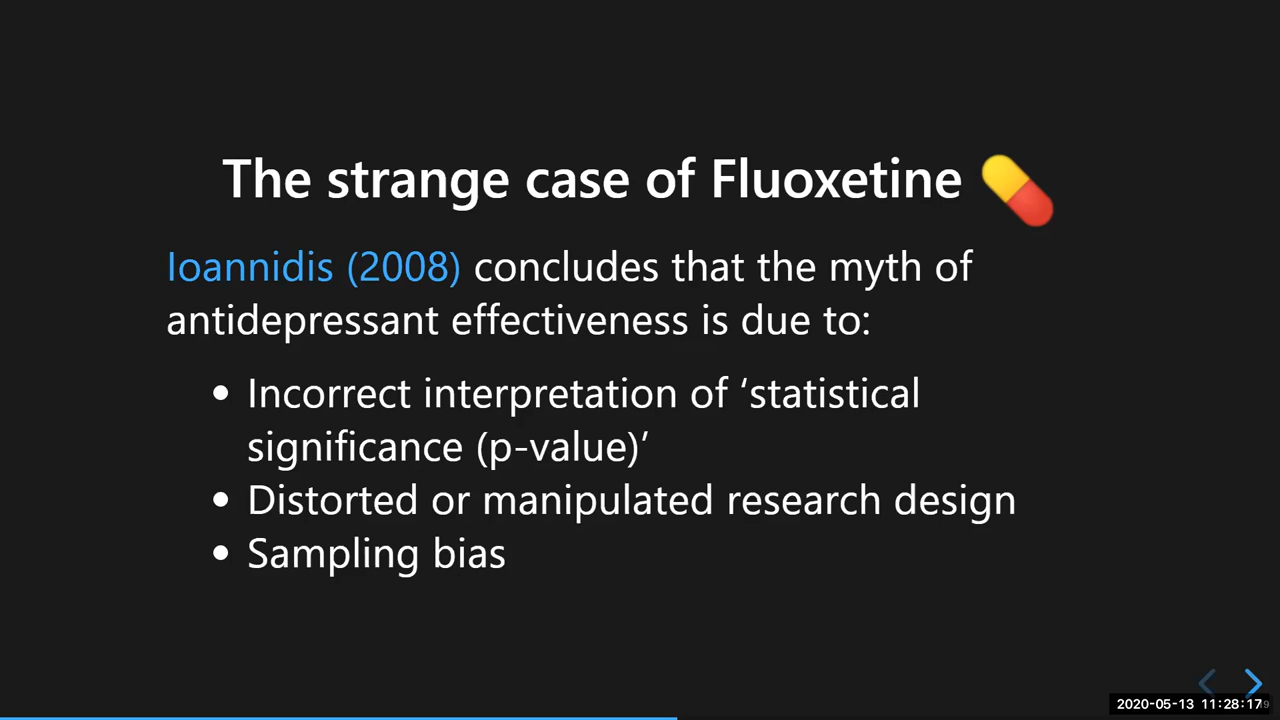 The strange case of Fluoxetine
Ioannidis (2008) concludes that the myth of
antidepressant effectiveness is due to:
• Incorrect interpretation of ‘statistical
significance (p-value)’
• Distorted or manipulated research design
• Sampling bias
2020-05-13 11:28:17